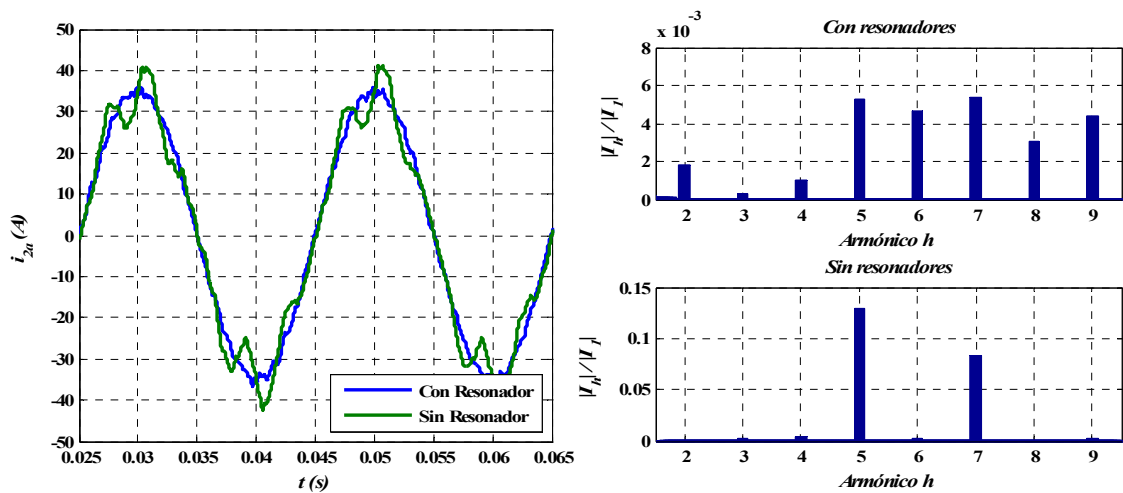 50
40
30
20
10
0
-10
-20
-30
-40
-50
i2a (A)
0.025 0.03 0.035 0.04 0.045 0.05 0.055 0.06 0.065
t (s)
Con Resonador
Sin Resonador
x 10-3
Con resonadores
8
6
4
2
0
|Ih|/|I1|
2 3 4 5 6 7 8 9
Armónico h
Sin resonadores
0.15
0.1
0.05
0
|Ih|/|I1|
2 3 4 5 6 7 8 9
Armónico h